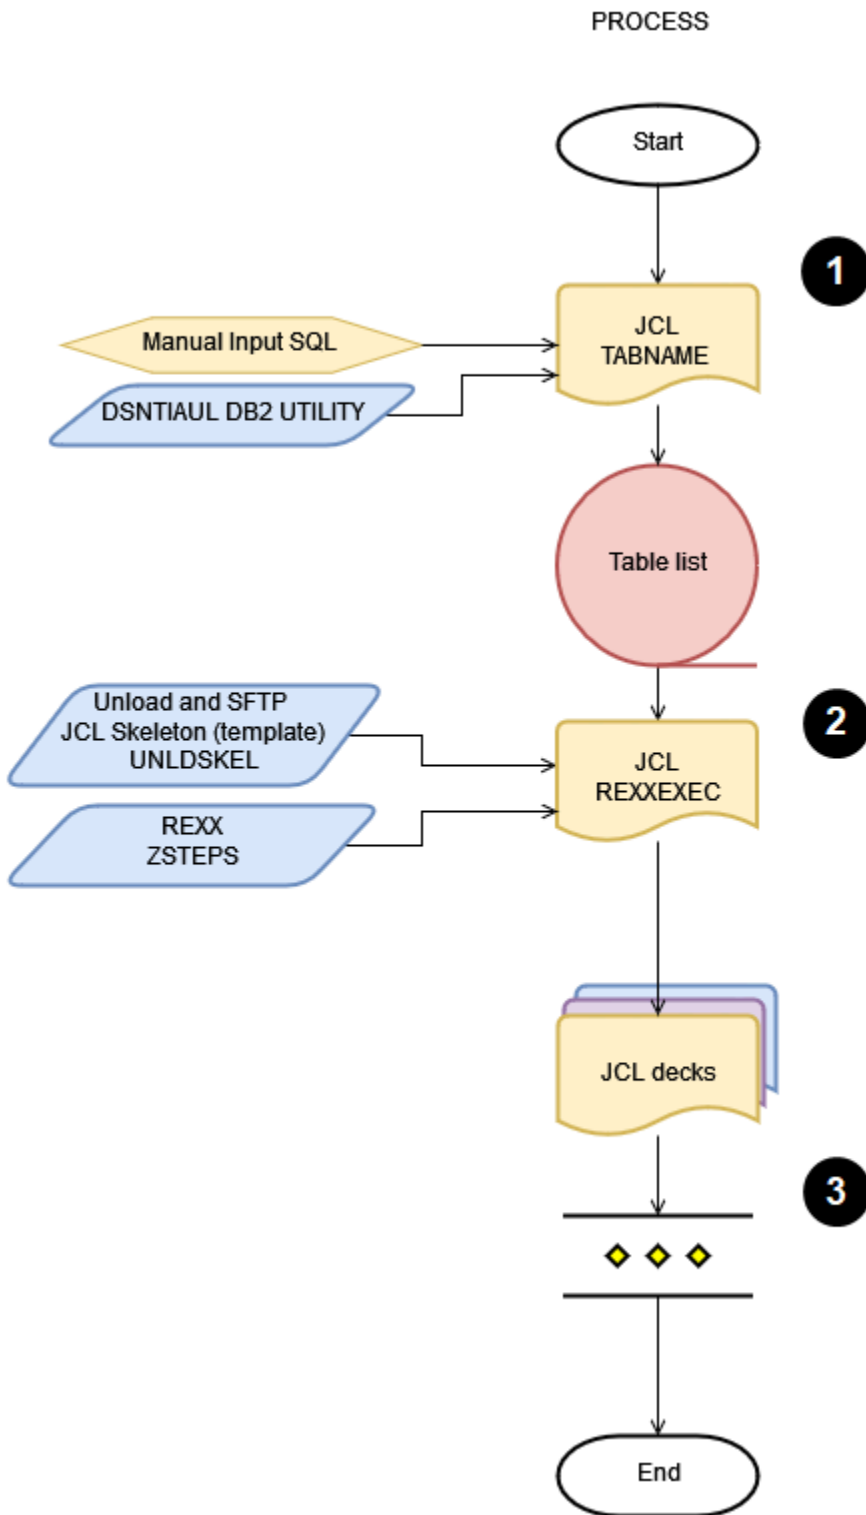 PROCESS
Start
1
JCL
TABNAME
Manual Input SQL
DSNTIAUL DB2 UTILITY
Table list
Unload and SFTP
JCL Skeleton (template)
UNLDSKEL
2
JCL
REXXEXEC
REXX
ZSTEPS
JCL decks
3
End